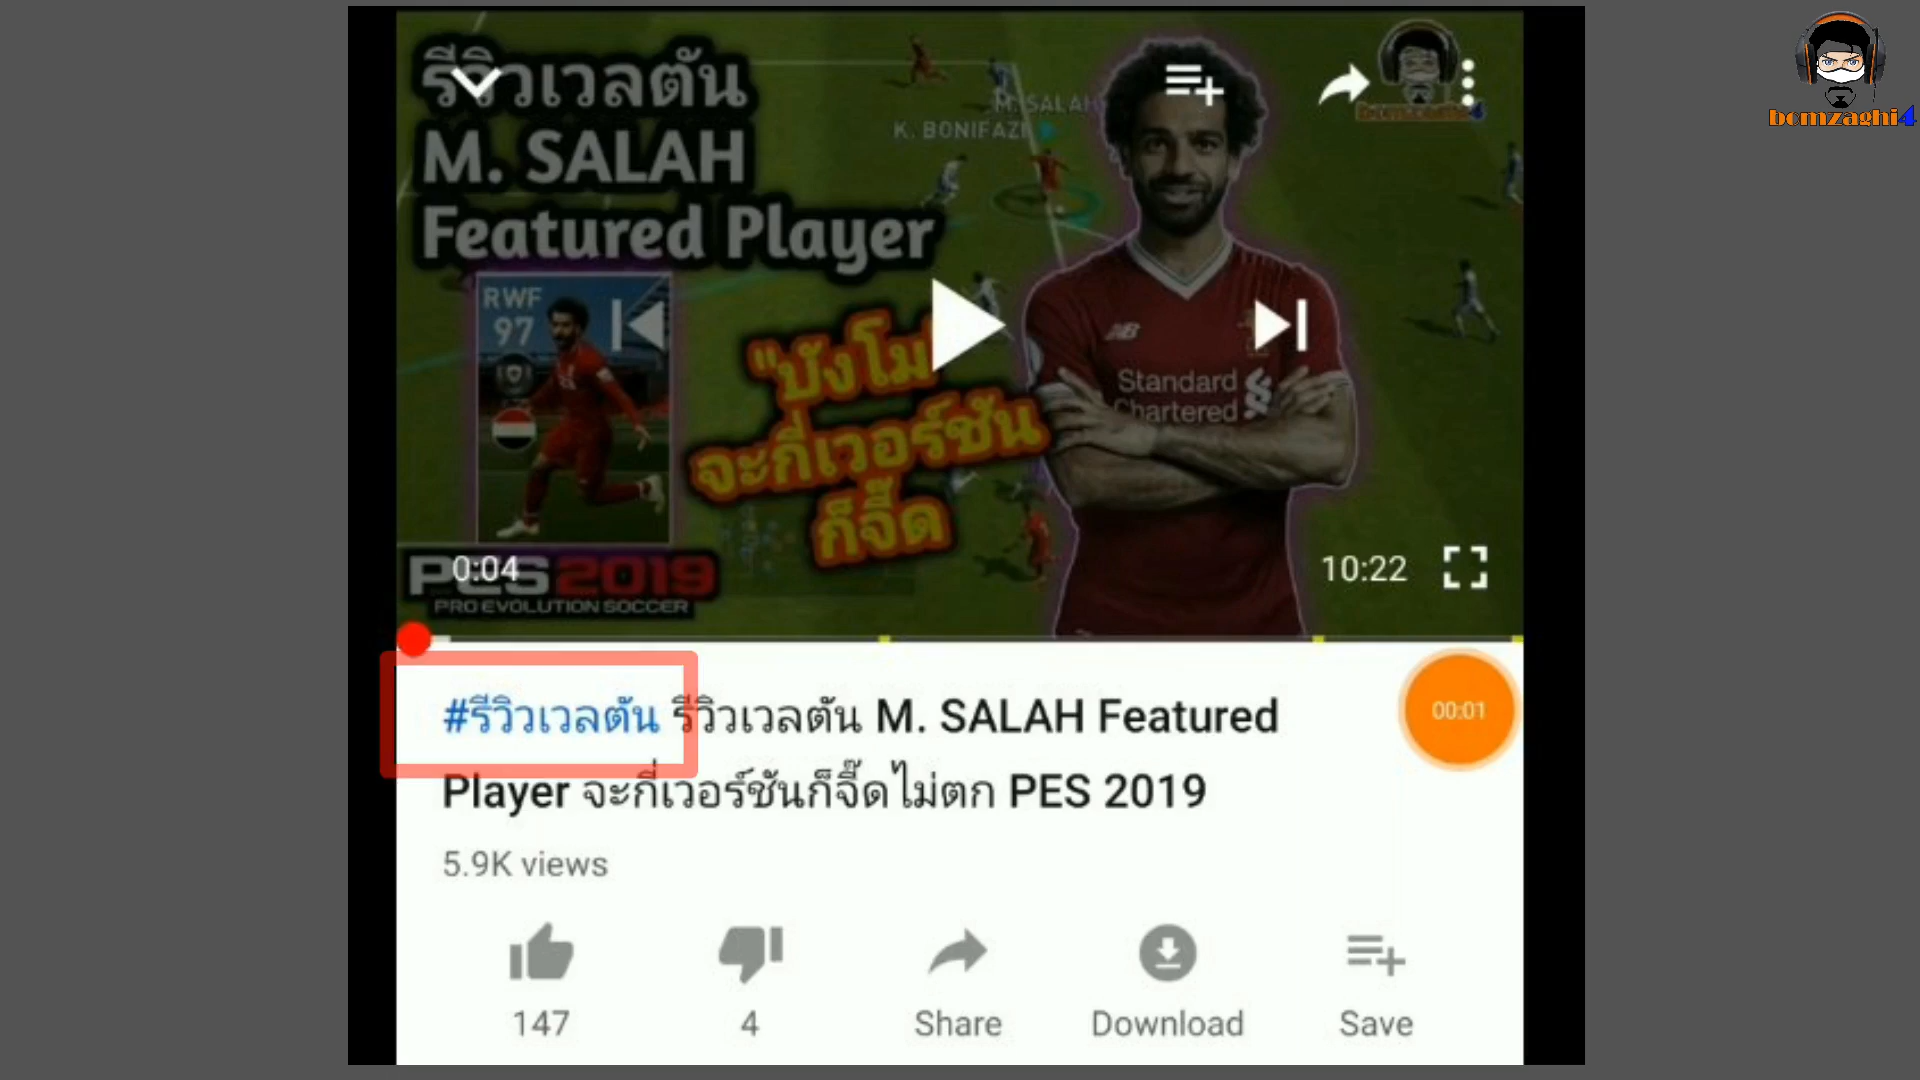 รีวิวเวลตัน
M. SALAH
Featured Player
M. SALAH
K. BONIFAZI
RWF
97
"บังโม"
จะกี่เวอร์ชัน
ก็จี๊ด
NB
Standard
Chartered
PES 2019
PRO EVOLUTION SOCCER
0:04
10:22
bomzaghi4
#รีวิวเวลตัน รีวิวเวลตัน M. SALAH Featured
Player จะกี่เวอร์ชันก็จี๊ดไม่ตก PES 2019
00:01
5.9K views
147
4
Share
Download
Save
bomzaghi4